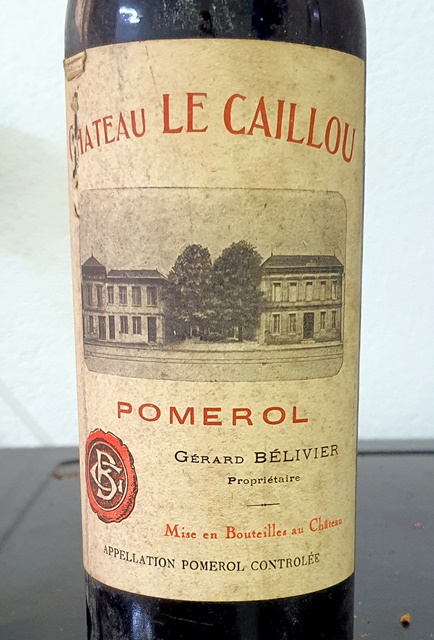 CHATEAU LE CAILLOU
POMEROL
GÉRARD BÉLIVIER
Propriétaire
Mise en Bouteilles au Château
APPELLATION POMEROL CONTROLÉE